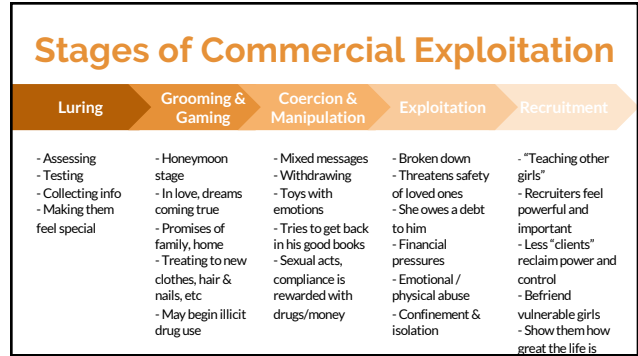 Stages of Commercial Exploitation
Luring
Grooming &
Gaming
Coercion &
Manipulation
Exploitation
Recruitment
- Assessing
- Testing
- Collecting info
- Making them
feel special
- Honeymoon
stage
- In love, dreams
coming true
- Promises of
family, home
- Treating to new
clothes, hair &
nails, etc
- May begin illicit
drug use
- Mixed messages
- Withdrawing
- Toys with
emotions
- Tries to get back
in his good books
- Sexual acts,
compliance is
rewarded with
drugs/money
- Broken down
- Threatens safety
of loved ones
- She owes a debt
to him
- Financial
pressures
- Emotional /
physical abuse
- Confinement &
isolation
- “Teaching other
girls”
- Recruiters feel
powerful and
important
- Less “clients”
reclaim power and
control
- Befriend
vulnerable girls
- Show them how
great the life is